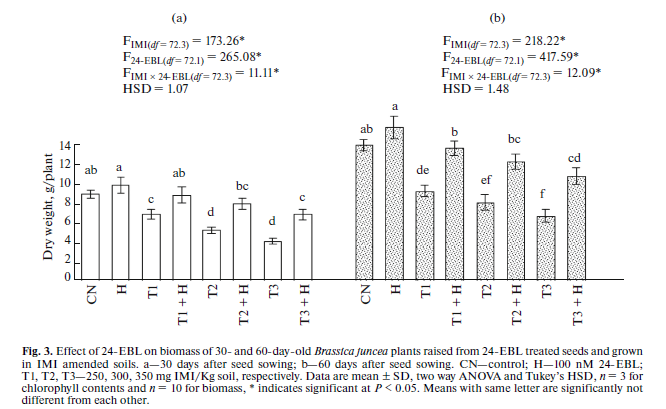 (a) (b)
F_IMI(df = 72.3) = 173.26* F_IMI(df = 72.3) = 218.22*
F_24-EBL(df = 72.1) = 265.08* F_24-EBL(df = 72.1) = 417.59*
F_IMI × 24-EBL(df = 72.3) = 11.11* F_IMI × 24-EBL(df = 72.3) = 12.09*
HSD = 1.07 HSD = 1.48
Dry weight, g/plant
14
12
10
8
6
4
2
0
ab a c ab d bc d c
ab a de b ef bc f cd
CN H T1 T1 + H T2 T2 + H T3 T3 + H CN H T1 T1 + H T2 T2 + H T3 T3 + H
Fig. 3. Effect of 24-EBL on biomass of 30- and 60-day-old Brassica juncea plants raised from 24-EBL treated seeds and grown
in IMI amended soils. a—30 days after seed sowing; b—60 days after seed sowing. CN—control; H—100 nM 24-EBL;
T1, T2, T3—250, 300, 350 mg IMI/Kg soil, respectively. Data are mean ± SD, two way ANOVA and Tukey's HSD, n = 3 for
chlorophyll contents and n = 10 for biomass, * indicates significant at P < 0.05. Means with same letter are significantly not
different from each other.